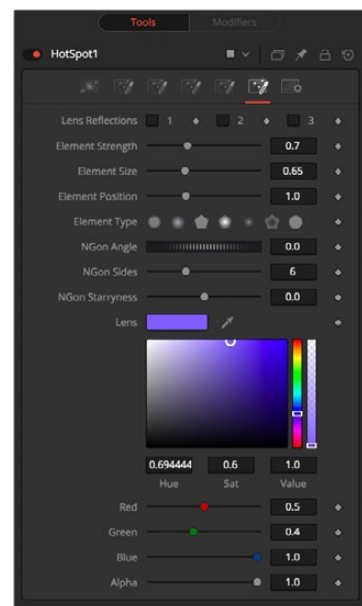 Tools Modifiers
HotSpot1
Lens Reflections 1 2 3
Element Strength 0.7
Element Size 0.65
Element Position 1.0
Element Type
NGon Angle 0.0
NGon Sides 6
NGon Starryness 0.0
Lens
0.694444 0.6 1.0
Hue Sat Value
Red 0.5
Green 0.4
Blue 1.0
Alpha 1.0